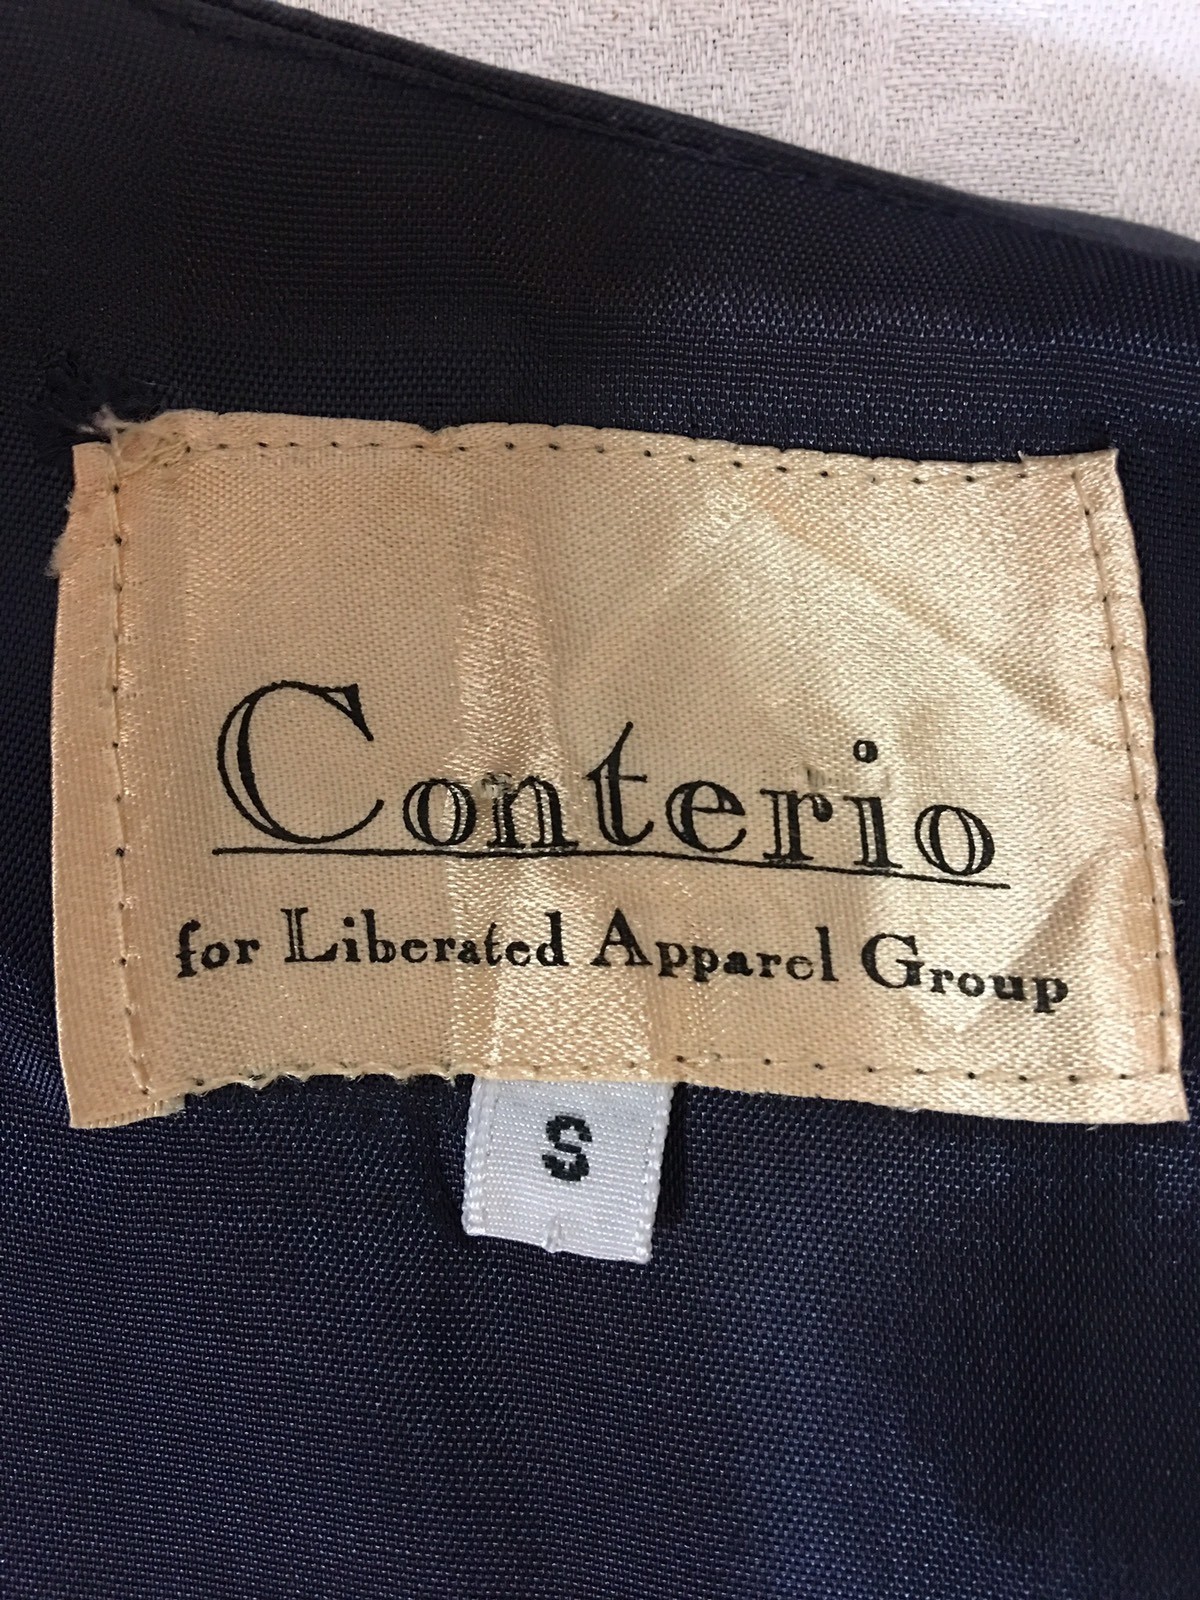 Conterio
for Liberated Apparel Group
S